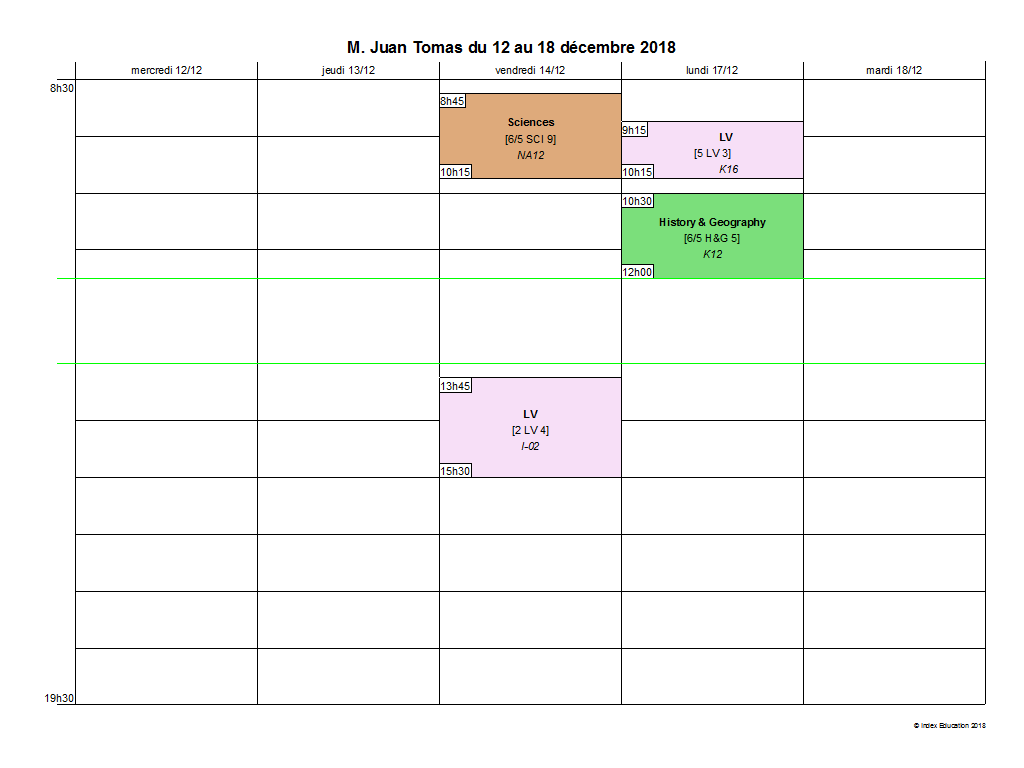 M. Juan Tomas du 12 au 18 décembre 2018
mercredi 12/12
jeudi 13/12
vendredi 14/12
lundi 17/12
mardi 18/12
8h30
8h45
Sciences
[6/5 SCI 9]
NA12
10h15
9h15
LV
[5 LV 3]
K16
10h15
10h30
History & Geography
[6/5 H&G 5]
K12
12h00
13h45
LV
[2 LV 4]
I-02
15h30
19h30
© Index Education 2018